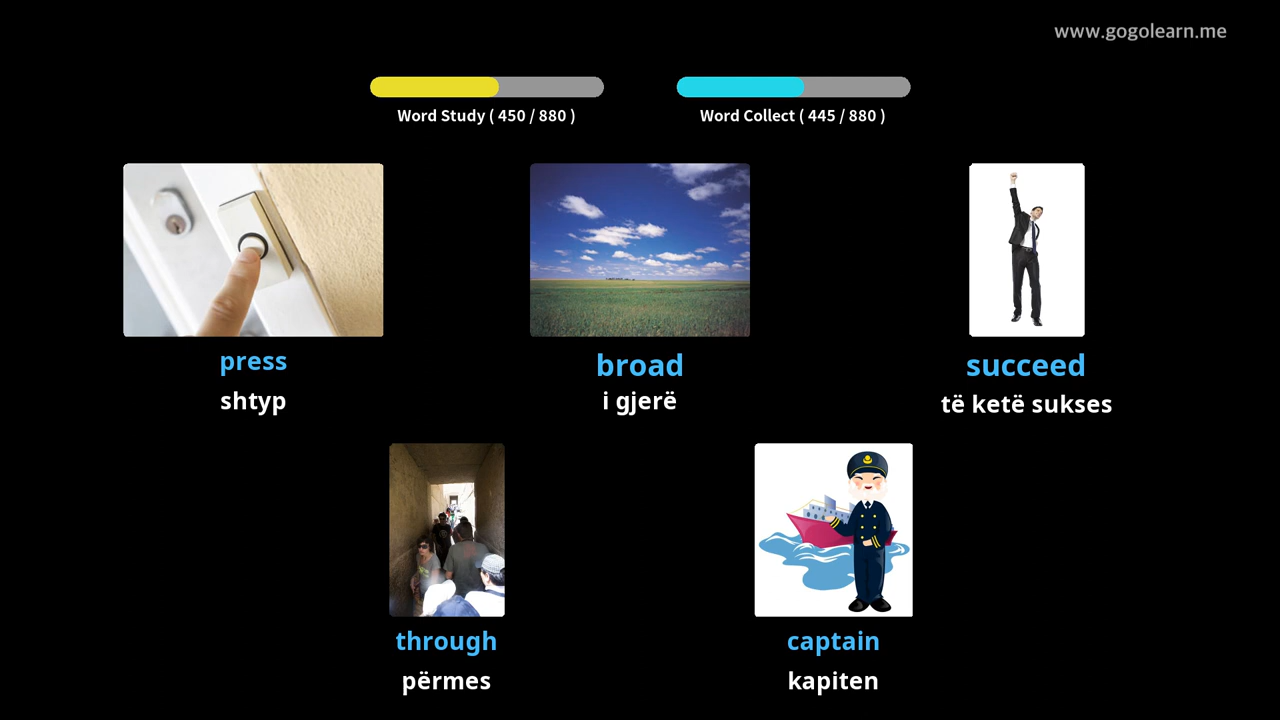 www.gogolearn.me
Word Study ( 450 / 880 )
Word Collect ( 445 / 880 )
press
shtyp
broad
i gjerë
succeed
të ketë sukses
through
përmes
captain
kapiten